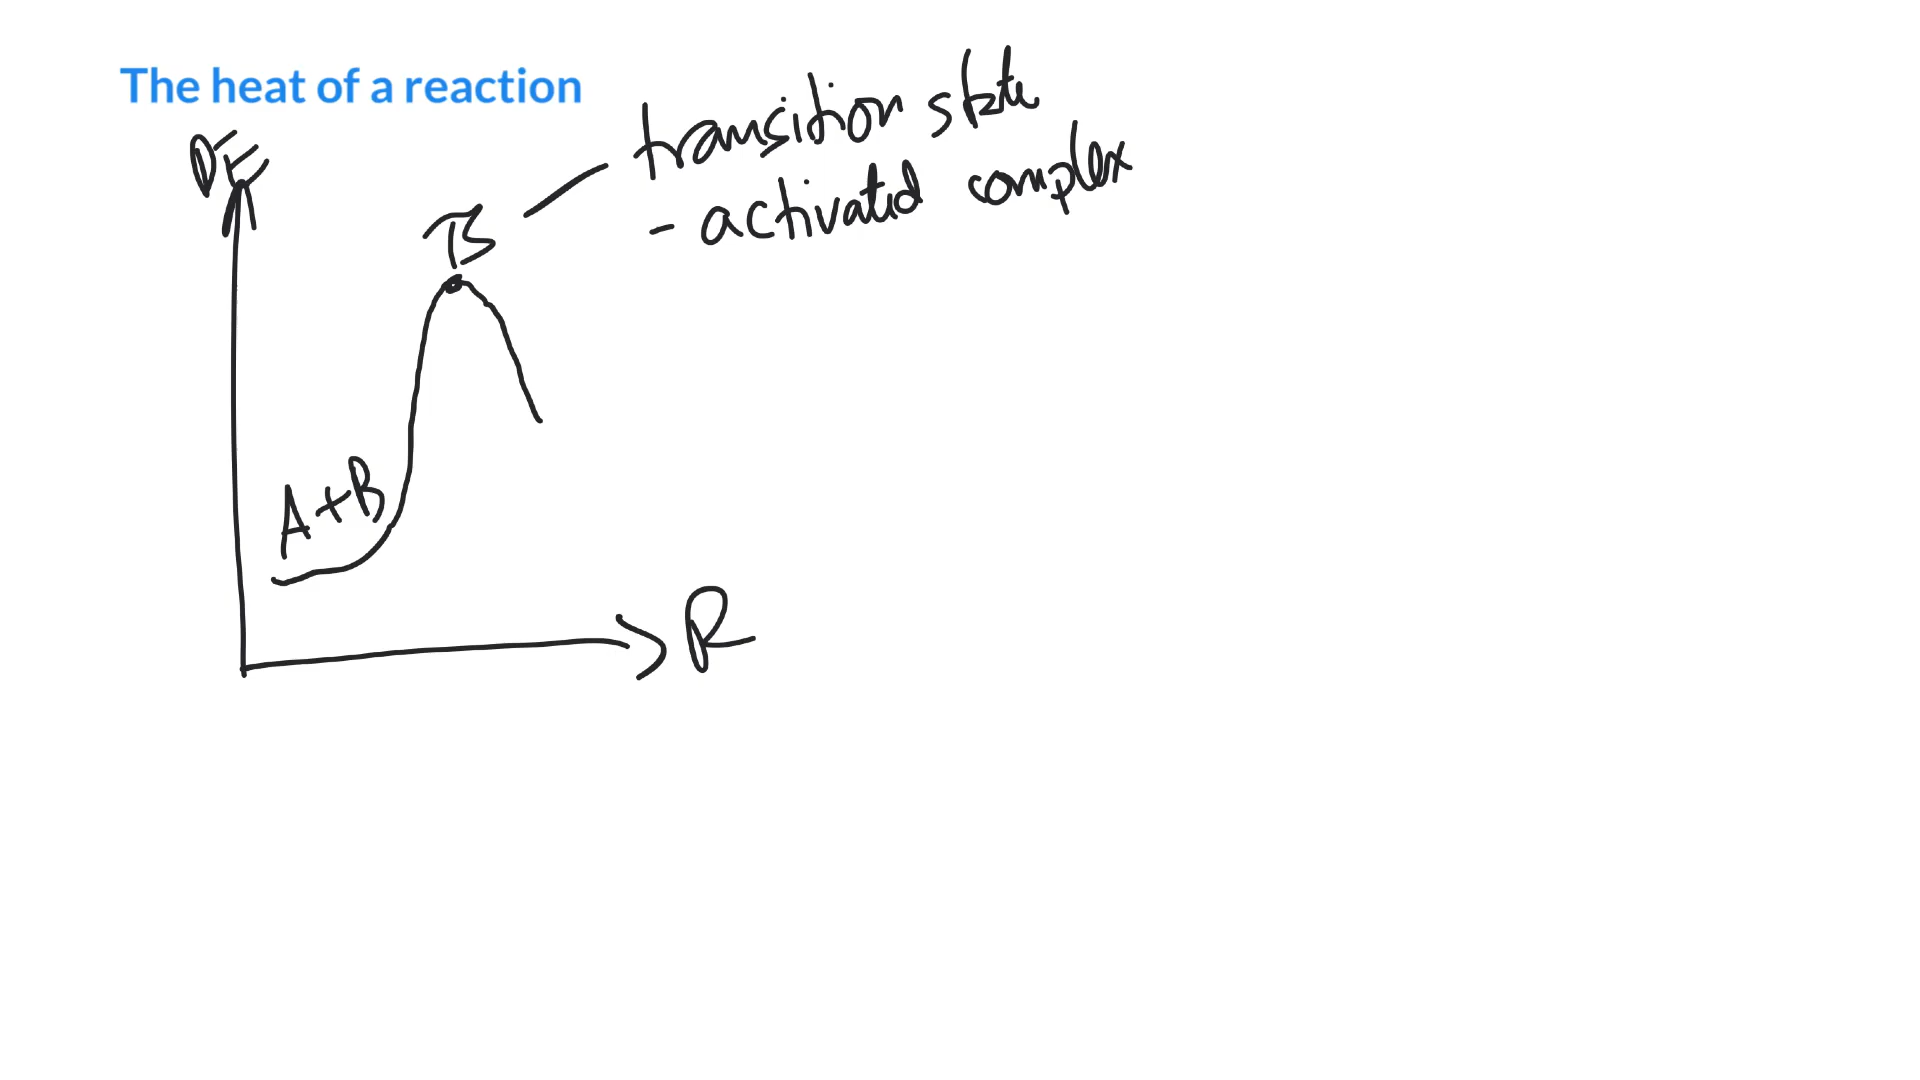 The heat of a reaction
PE
TS
transition state
- activated complex
A+B
R